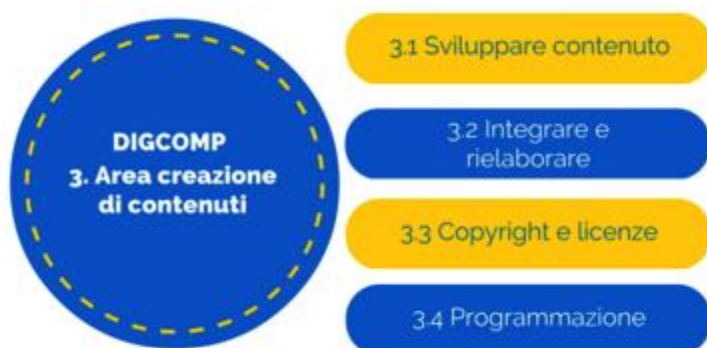 DIGCOMP
3. Area creazione
di contenuti
3.1 Sviluppare contenuto
3.2 Integrare e
rielaborare
3.3 Copyright e licenze
3.4 Programmazione